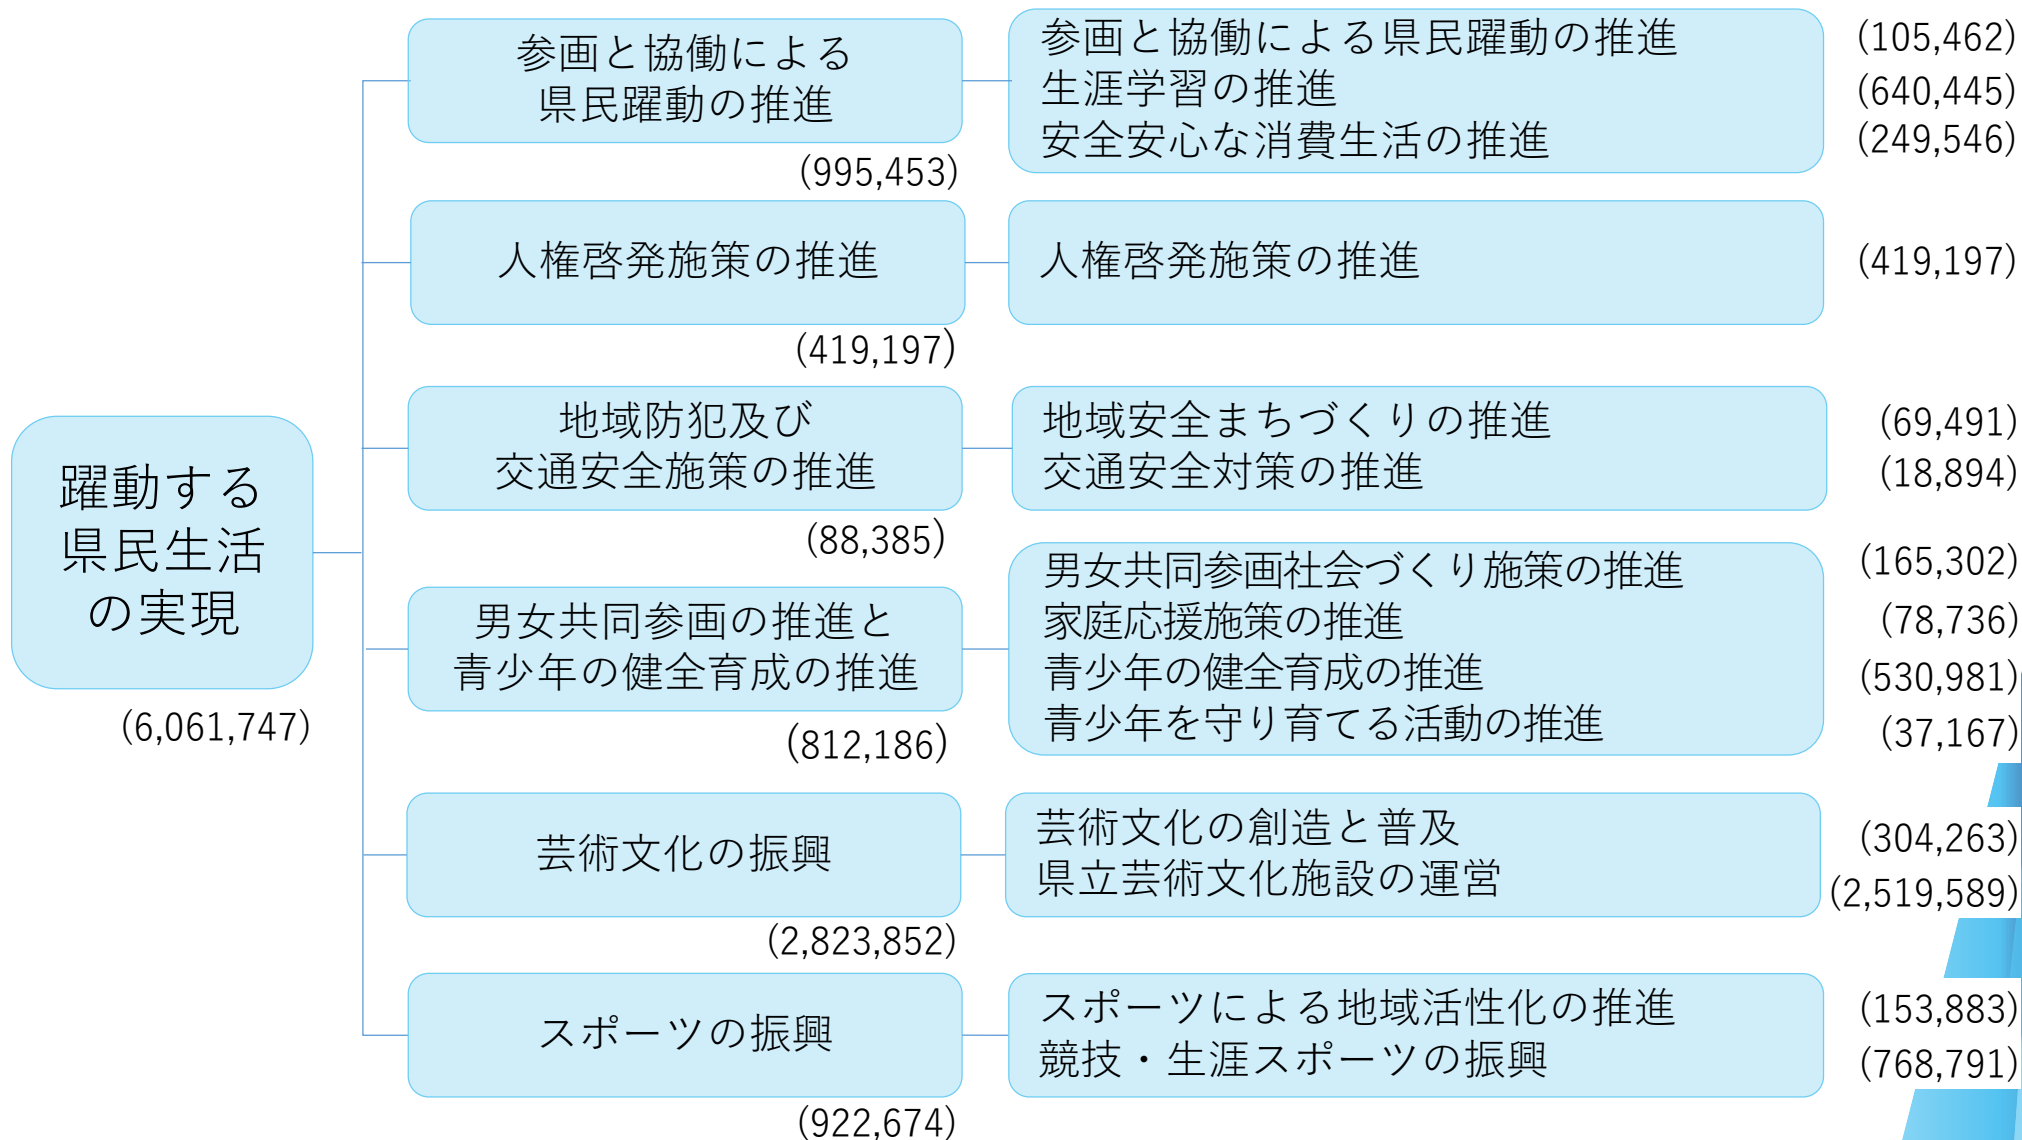 躍動する
県民生活
の実現
(6,061,747)
参画と協働による
県民躍動の推進
(995,453)
参画と協働による県民躍動の推進
(105,462)
生涯学習の推進
(640,445)
安全安心な消費生活の推進
(249,546)
人権啓発施策の推進
(419,197)
人権啓発施策の推進
(419,197)
地域防犯及び
交通安全施策の推進
(88,385)
地域安全まちづくりの推進
(69,491)
交通安全対策の推進
(18,894)
男女共同参画の推進と
青少年の健全育成の推進
(812,186)
男女共同参画社会づくり施策の推進
(165,302)
家庭応援施策の推進
(78,736)
青少年の健全育成の推進
(530,981)
青少年を守り育てる活動の推進
(37,167)
芸術文化の振興
(2,823,852)
芸術文化の創造と普及
(304,263)
県立芸術文化施設の運営
(2,519,589)
スポーツの振興
(922,674)
スポーツによる地域活性化の推進
(153,883)
競技・生涯スポーツの振興
(768,791)